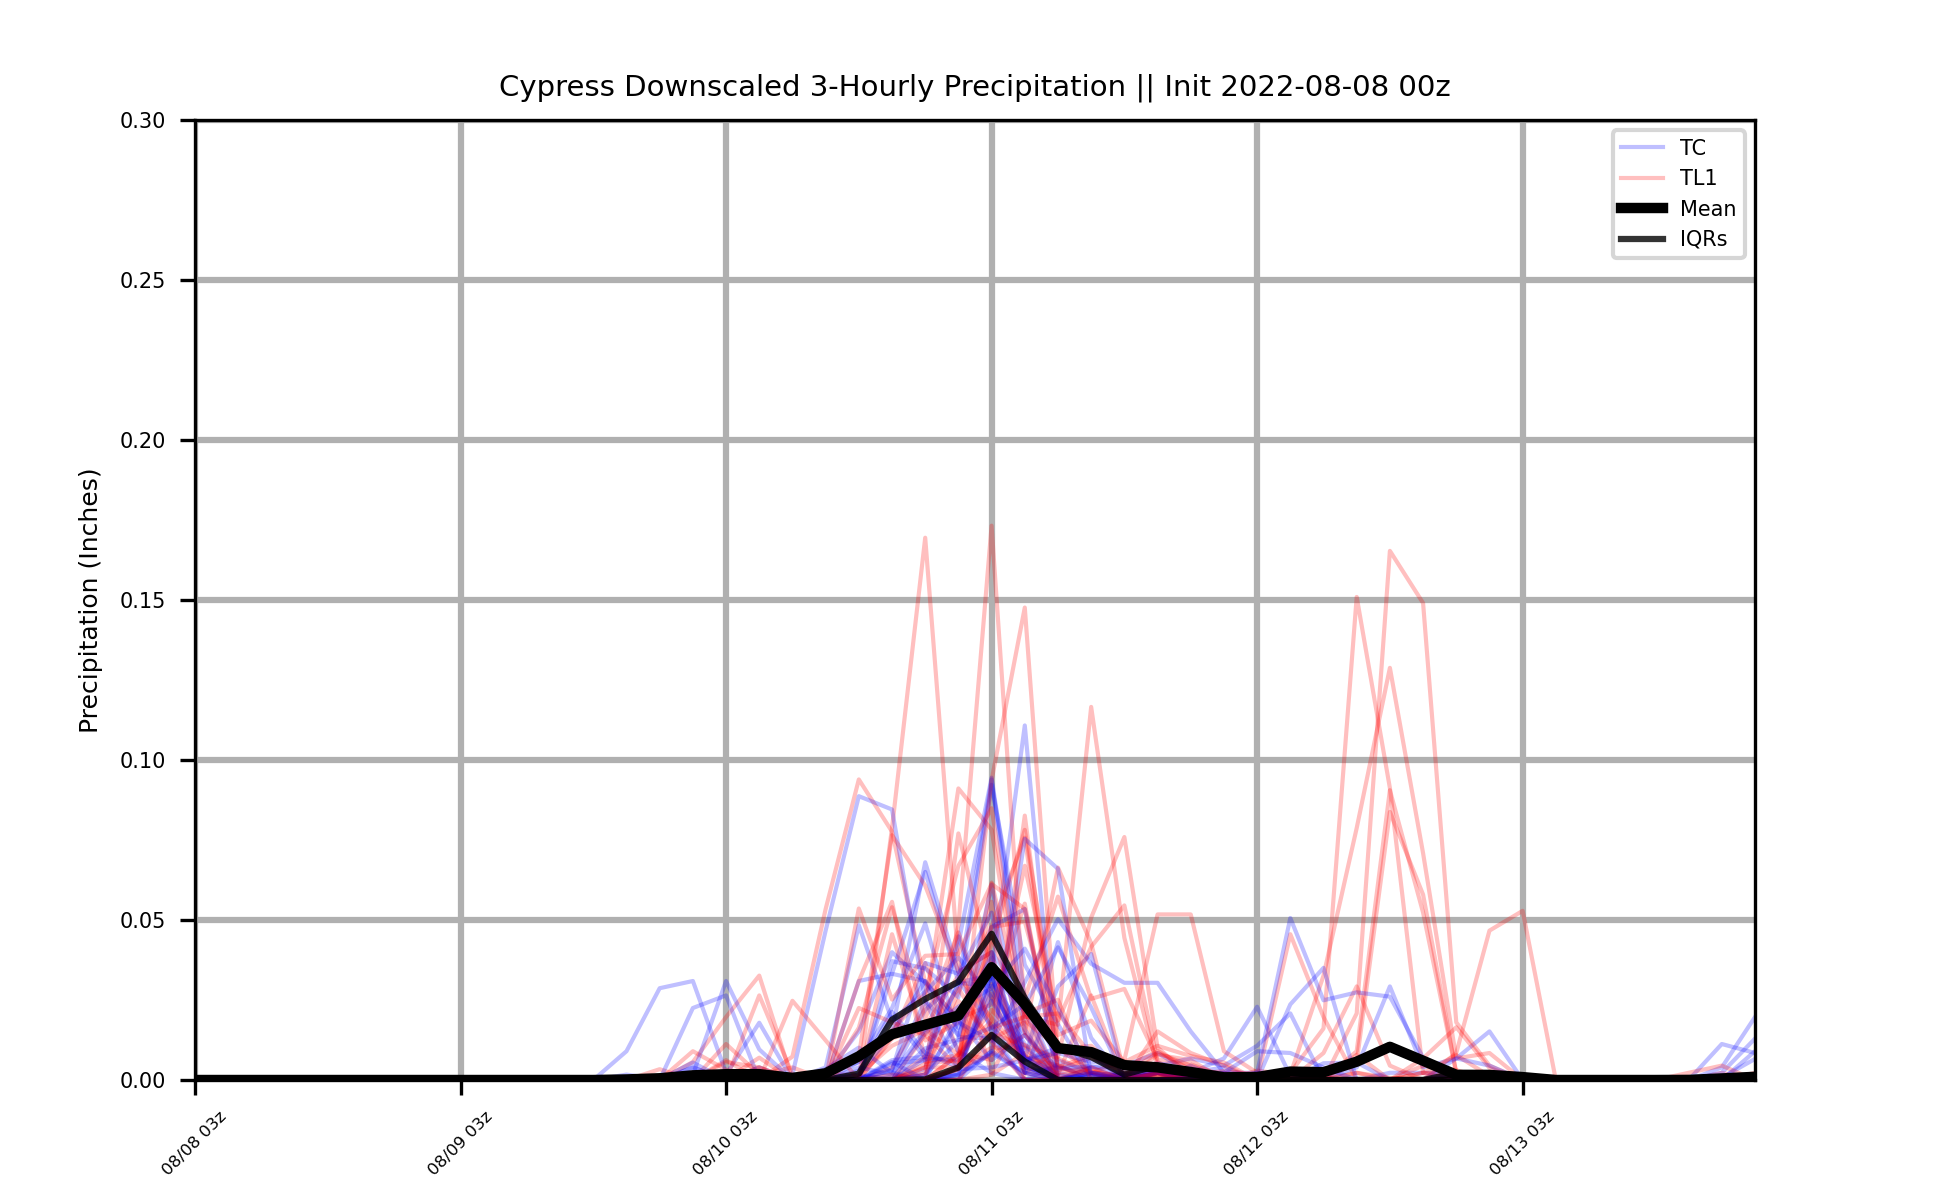 Cypress Downscaled 3-Hourly Precipitation || Init 2022-08-08 00z
TC
TL1
Mean
IQRs
Precipitation (Inches)
0.30
0.25
0.20
0.15
0.10
0.05
0.00
08/08 03z
08/09 03z
08/10 03z
08/11 03z
08/12 03z
08/13 03z